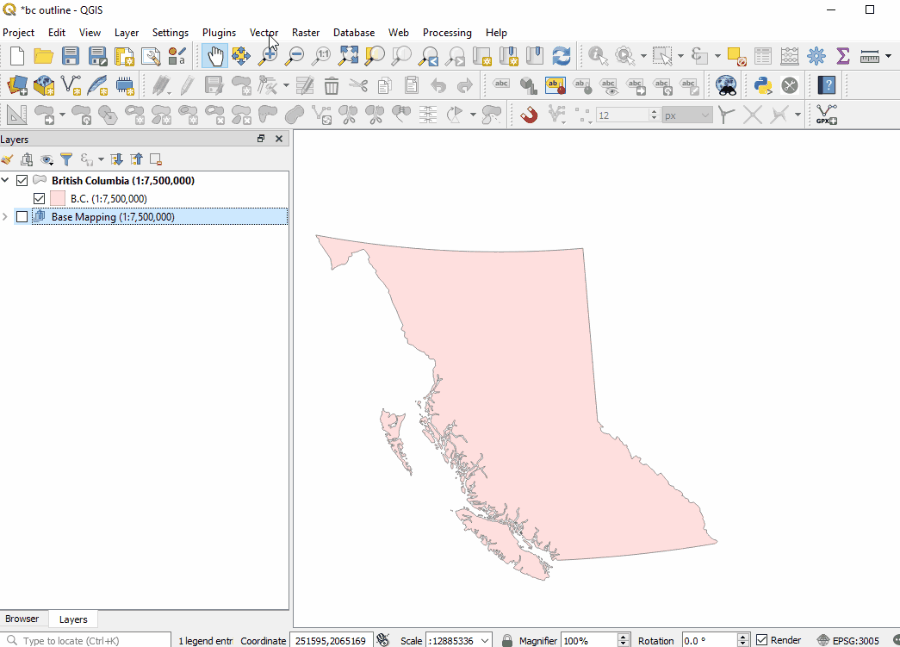 *bc outline - QGIS
Project Edit View Layer Settings Plugins Vector Raster Database Web Processing Help
12 px
Layers
British Columbia (1:7,500,000)
B.C. (1:7,500,000)
Base Mapping (1:7,500,000)
Browser Layers
Type to locate (Ctrl+K) 1 legend entr Coordinate 251595,2065169 Scale :12885336 Magnifier 100% Rotation 0.0 ° Render EPSG:3005